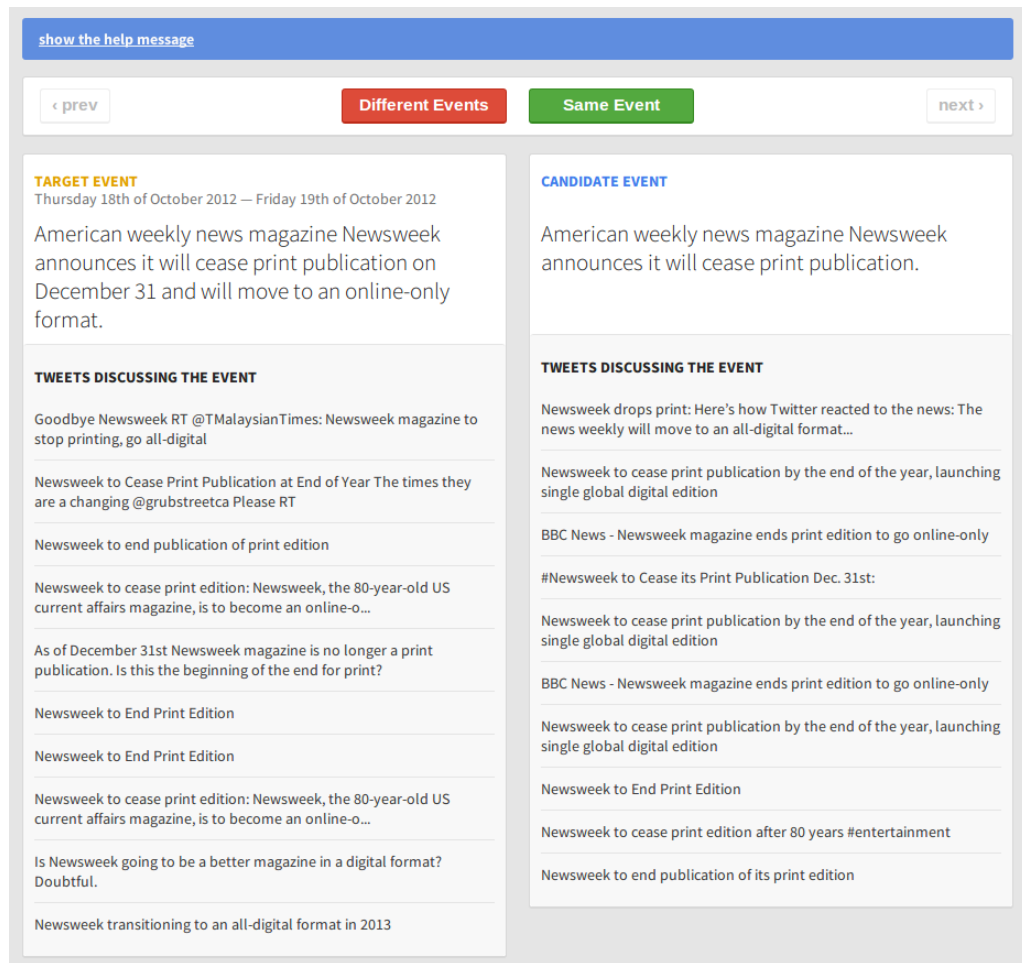 show the help message
‹ prev
Different Events
Same Event
next ›
TARGET EVENT
Thursday 18th of October 2012 — Friday 19th of October 2012
American weekly news magazine Newsweek
announces it will cease print publication on
December 31 and will move to an online-only
format.
TWEETS DISCUSSING THE EVENT
Goodbye Newsweek RT @TMalaysianTimes: Newsweek magazine to
stop printing, go all-digital
Newsweek to Cease Print Publication at End of Year The times they
are a changing @grubstreetca Please RT
Newsweek to end publication of print edition
Newsweek to cease print edition: Newsweek, the 80-year-old US
current affairs magazine, is to become an online-o...
As of December 31st Newsweek magazine is no longer a print
publication. Is this the beginning of the end for print?
Newsweek to End Print Edition
Newsweek to End Print Edition
Newsweek to cease print edition: Newsweek, the 80-year-old US
current affairs magazine, is to become an online-o...
Is Newsweek going to be a better magazine in a digital format?
Doubtful.
Newsweek transitioning to an all-digital format in 2013
CANDIDATE EVENT
American weekly news magazine Newsweek
announces it will cease print publication.
TWEETS DISCUSSING THE EVENT
Newsweek drops print: Here's how Twitter reacted to the news: The
news weekly will move to an all-digital format...
Newsweek to cease print publication by the end of the year, launching
single global digital edition
BBC News - Newsweek magazine ends print edition to go online-only
#Newsweek to Cease its Print Publication Dec. 31st:
Newsweek to cease print publication by the end of the year, launching
single global digital edition
BBC News - Newsweek magazine ends print edition to go online-only
Newsweek to cease print publication by the end of the year, launching
single global digital edition
Newsweek to End Print Edition
Newsweek to cease print edition after 80 years #entertainment
Newsweek to end publication of its print edition